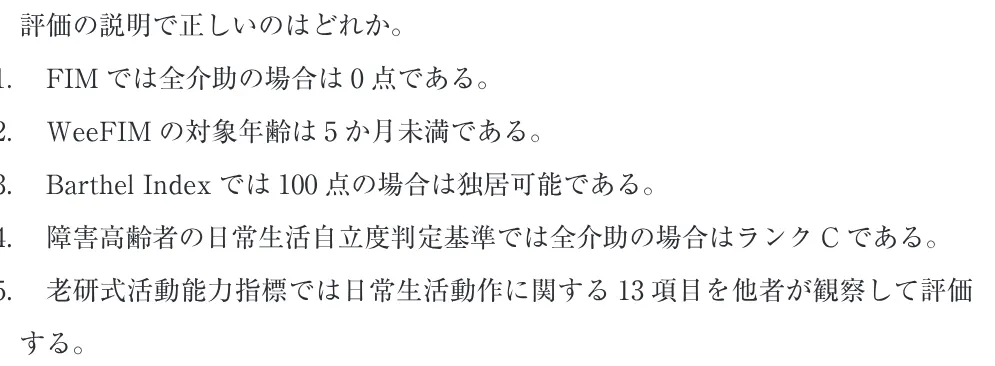 評価の説明で正しいのはどれか。
1. FIM では全介助の場合は 0 点である。
2. WeeFIM の対象年齢は 5 か月未満である。
3. Barthel Index では 100 点の場合は独居可能である。
4. 障害高齢者の日常生活自立度判定基準では全介助の場合はランク C である。
5. 老研式活動能力指標では日常生活動作に関する 13 項目を他者が観察して評価
する。